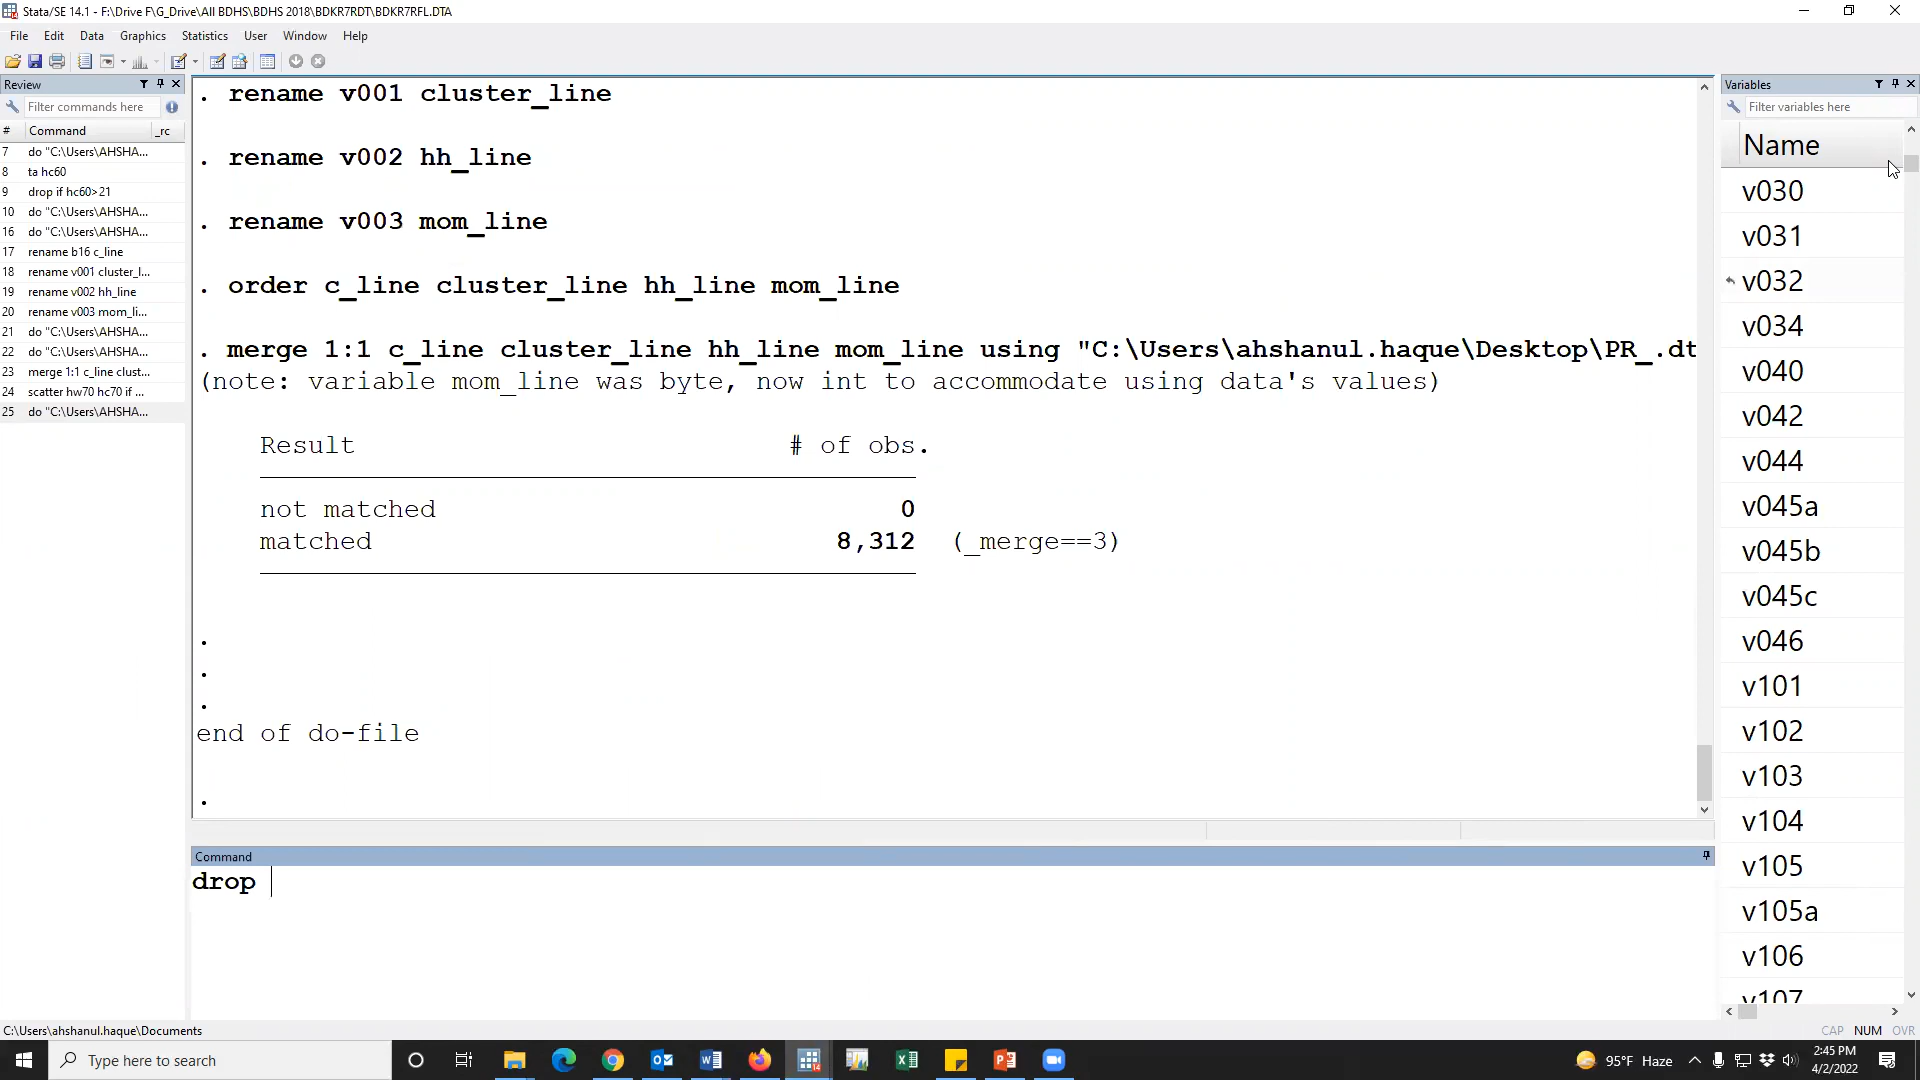 Stata/SE 14.1 - F:\Drive F\G_Drive\All BDHS\BDHS 2018\BDKR7RDT\BDKR7RFL.DTA
File Edit Data Graphics Statistics User Window Help
Review
Filter commands here
# Command _rc
7 do "C:\Users\AHSHA...
8 ta hc60
9 drop if hc60>21
10 do "C:\Users\AHSHA...
16 do "C:\Users\AHSHA...
17 rename b16 c_line
18 rename v001 cluster_l...
19 rename v002 hh_line
20 rename v003 mom_li...
21 do "C:\Users\AHSHA...
22 do "C:\Users\AHSHA...
23 merge 1:1 c_line clust...
24 scatter hw70 hc70 if ...
25 do "C:\Users\AHSHA...
. rename v001 cluster_line
. rename v002 hh_line
. rename v003 mom_line
. order c_line cluster_line hh_line mom_line
. merge 1:1 c_line cluster_line hh_line mom_line using "C:\Users\ahshanul.haque\Desktop\PR_.dt
(note: variable mom_line was byte, now int to accommodate using data's values)
Result # of obs.
not matched 0
matched 8,312 (_merge==3)
.
.
.
end of do-file
.
Command
drop
Variables
Filter variables here
Name
v030
v031
v032
v034
v040
v042
v044
v045a
v045b
v045c
v046
v101
v102
v103
v104
v105
v105a
v106
v107
C:\Users\ahshanul.haque\Documents
CAP NUM OVR
Type here to search
95°F Haze
2:45 PM
4/2/2022